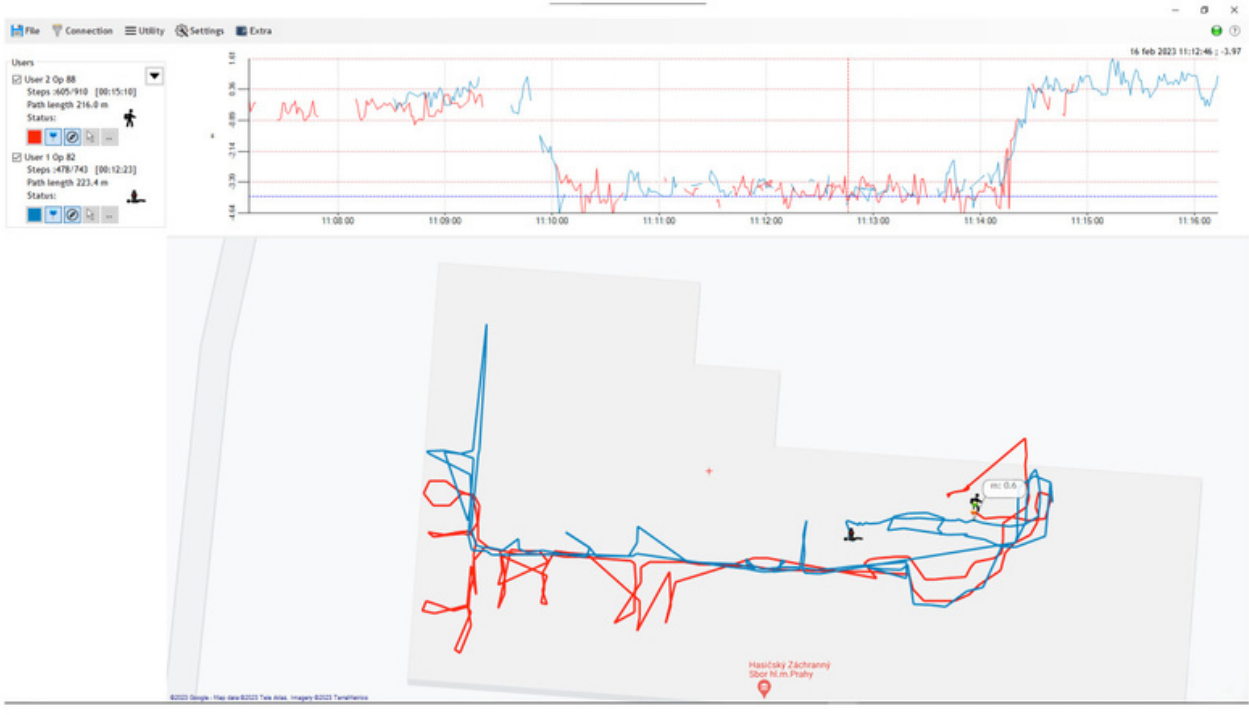 File Connection Utility Settings Extra
16 feb 2023 11:12:46 ; -3.97
Users
User 2 Op 88
Steps :605/910 [00:15:10]
Path length 216.0 m
Status:
...
User 1 Op 82
Steps :478/743 [00:12:23]
Path length 223.4 m
Status:
...
1.61
0.36
-0.89
-2.14
-3.39
-4.64
11:08:00 11:09:00 11:10:00 11:11:00 11:12:00 11:13:00 11:14:00 11:15:00 11:16:00
m: 0.6
Hasičský Záchranný
Sbor hl.m.Prahy
©2023 Google - Map data ©2023 Tele Atlas, Imagery ©2023 TerraMetrics